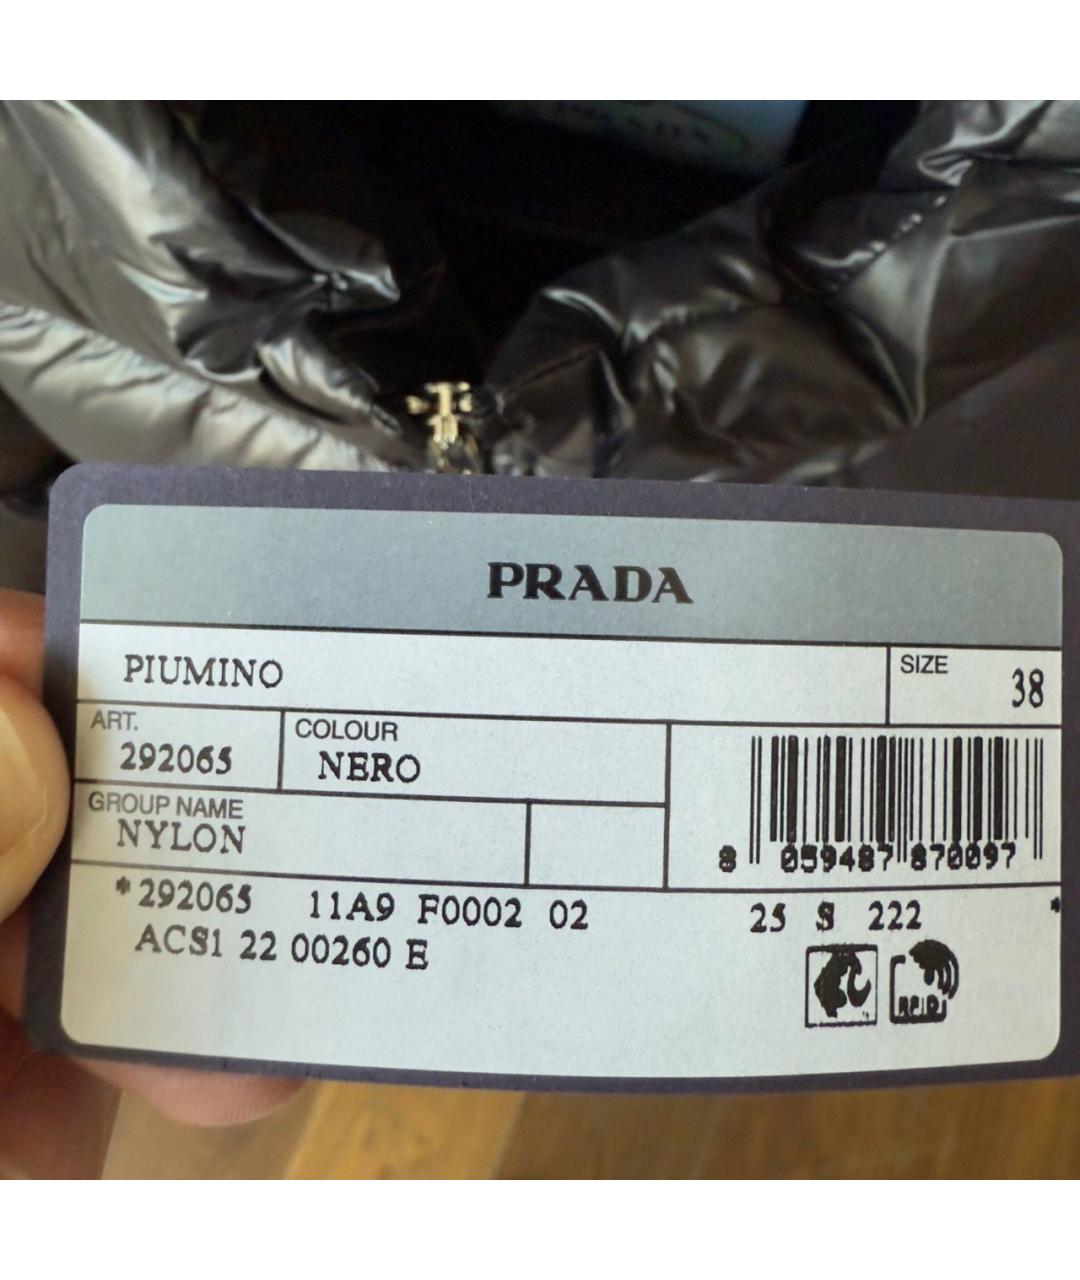 PRADA
PIUMINO
SIZE
38
ART.
292065
COLOUR
NERO
GROUP NAME
NYLON
8 059487 870097
*292065 11A9 F0002 02 25 S 222 *
ACS1 22 00260 E
RFID